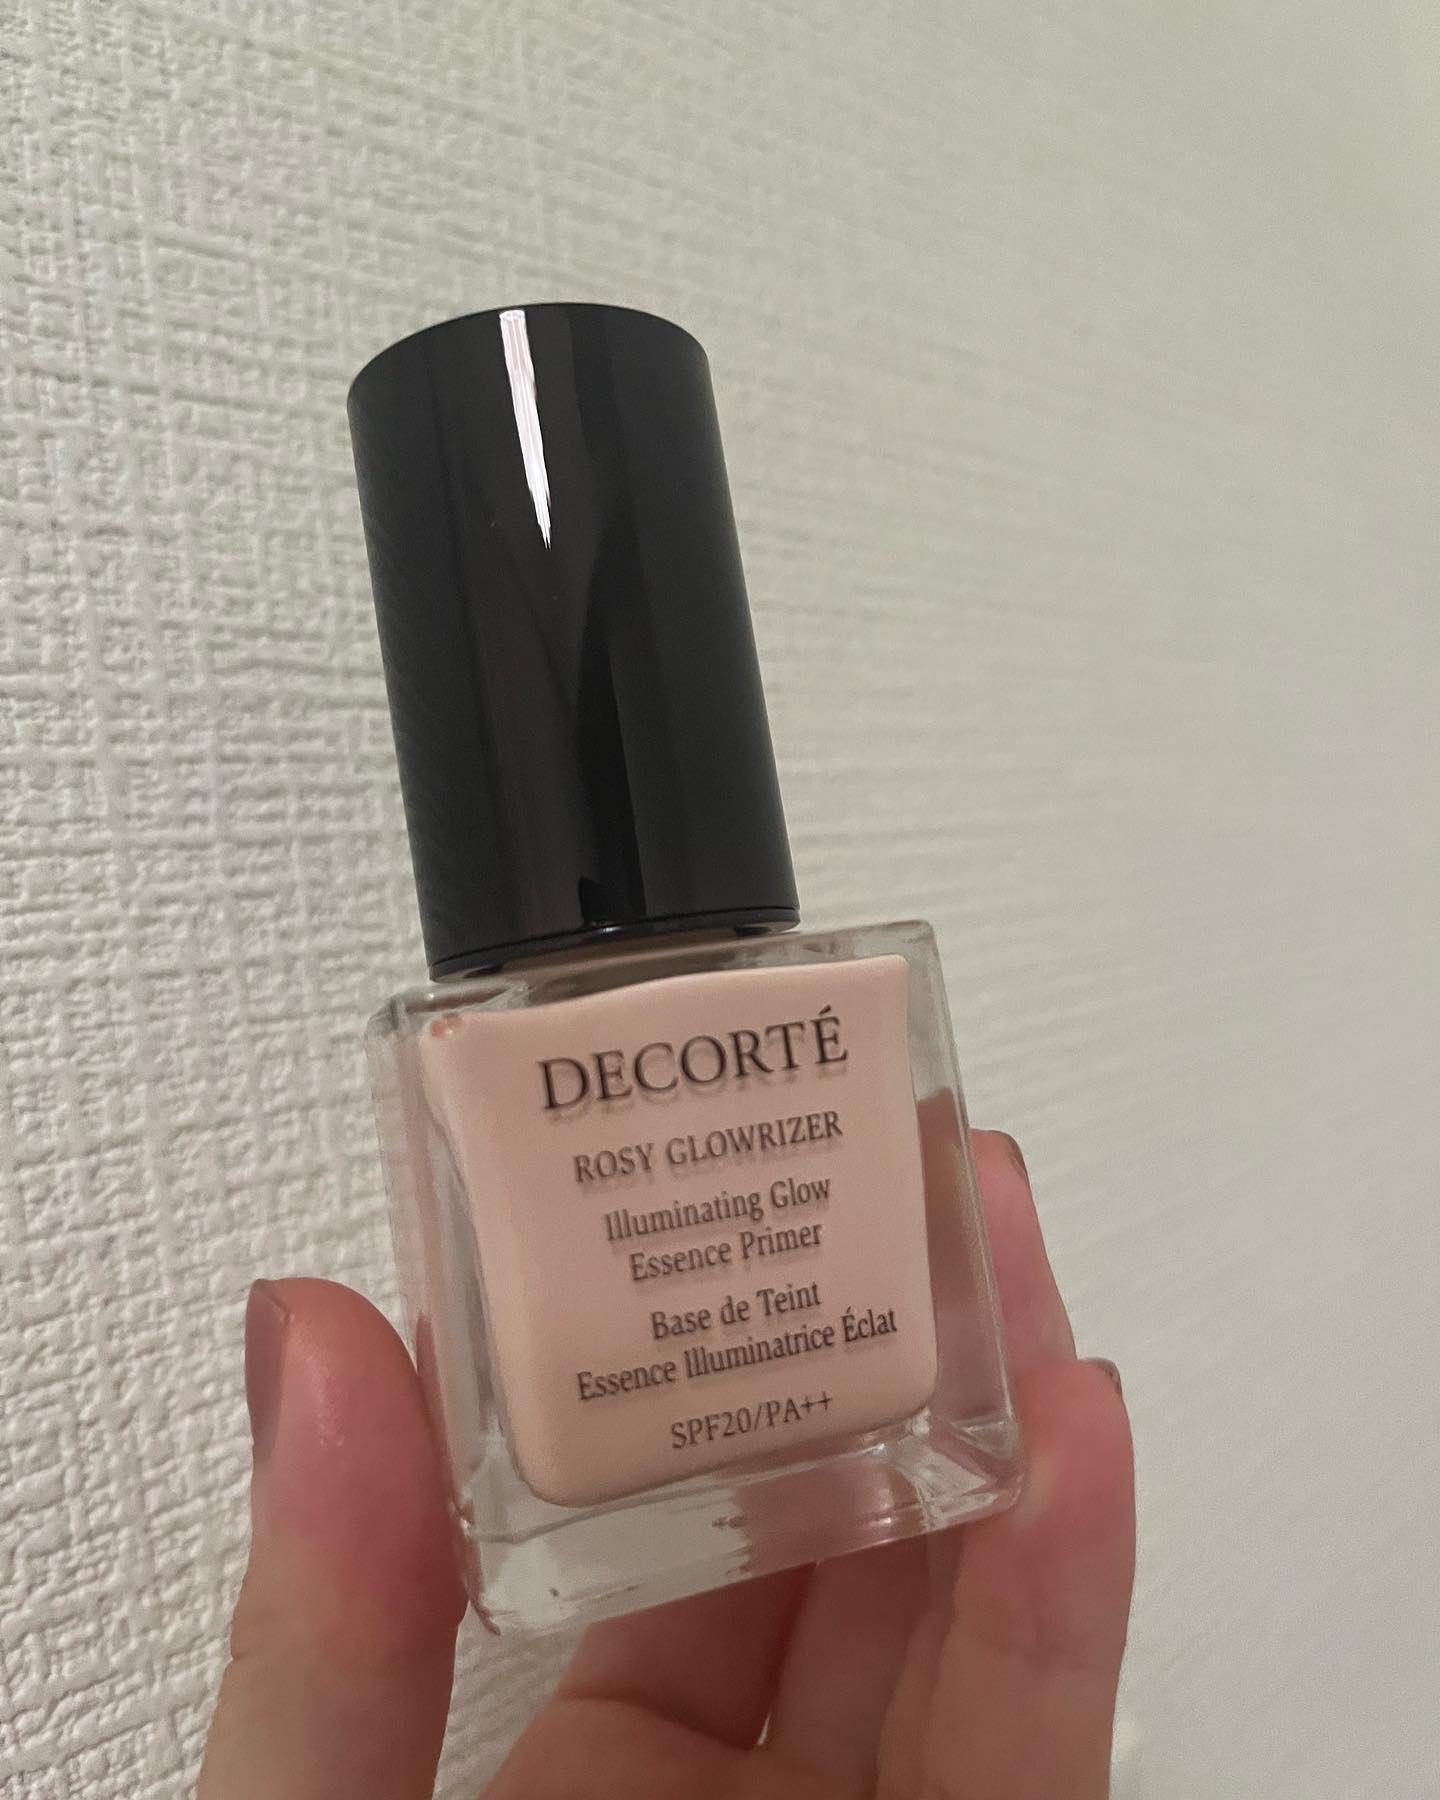 DECORTÉ
ROSY GLOWRIZER
Illuminating Glow
Essence Primer
Base de Teint
Essence Illuminatrice Éclat
SPF20/PA++